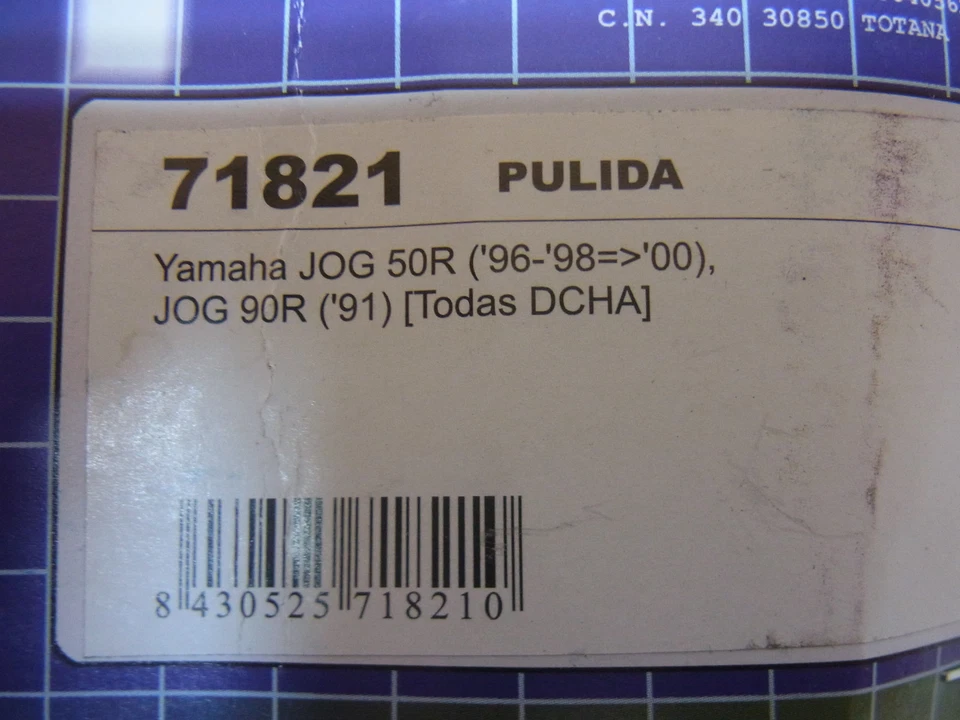 C.N. 340 30850 TOTANA
71821 PULIDA
Yamaha JOG 50R ('96-'98=>'00),
JOG 90R ('91) [Todas DCHA]
8 430525 718210